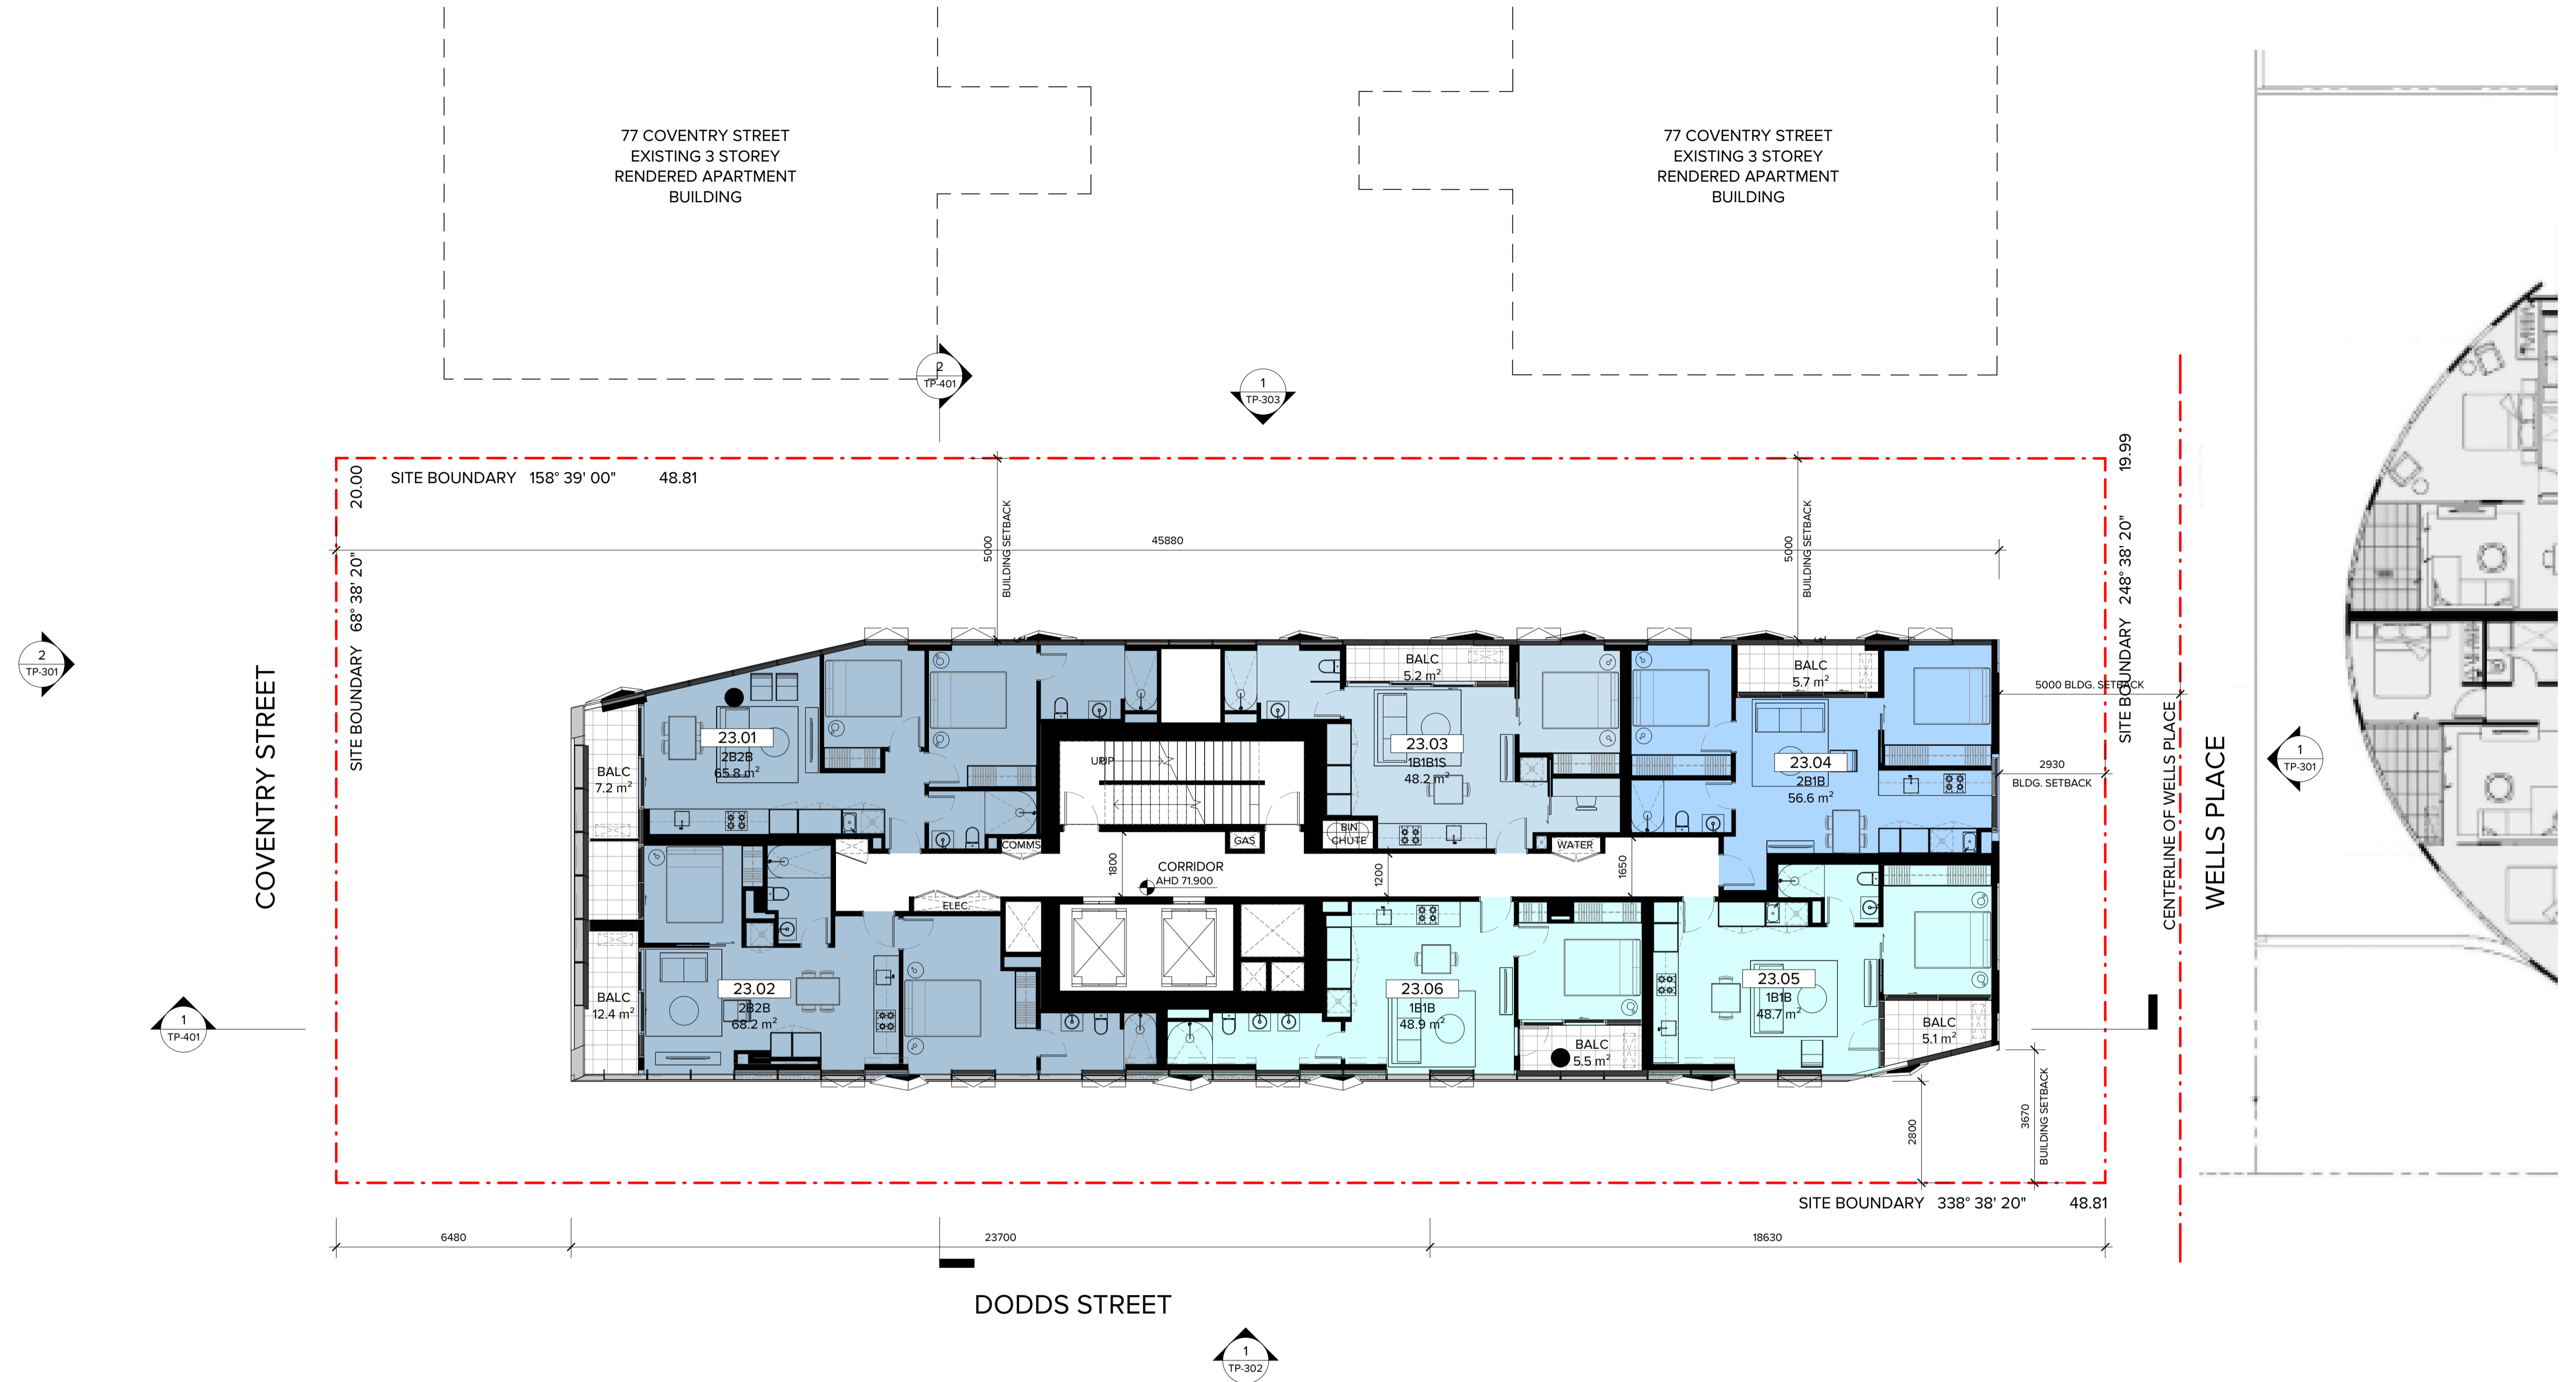 77 COVENTRY STREET
EXISTING 3 STOREY
RENDERED APARTMENT
BUILDING
77 COVENTRY STREET
EXISTING 3 STOREY
RENDERED APARTMENT
BUILDING
2
TP-401
1
TP-303
SITE BOUNDARY 158° 39' 00" 48.81
20.00
SITE BOUNDARY 68° 38' 20"
19.99
SITE BOUNDARY 248° 38' 20"
45880
5000
BUILDING SETBACK
5000
BUILDING SETBACK
2
TP-301
COVENTRY STREET
BALC
5.2 m²
BALC
5.7 m²
5000 BLDG. SETBACK
23.01
2B2B
65.8 m²
BALC
7.2 m²
UP
UP
23.03
1B1B1S
48.2 m²
23.04
2B1B
56.6 m²
2930
BLDG. SETBACK
CENTERLINE OF WELLS PLACE
WELLS PLACE
1
TP-301
COMMS
GAS
BIN
CHUTE
WATER
1800
CORRIDOR
AHD 71.900
1200
1650
ELEC
23.02
2B2B
68.2 m²
BALC
12.4 m²
23.06
1B1B
48.9 m²
BALC
5.5 m²
23.05
1B1B
48.7 m²
BALC
5.1 m²
1
TP-401
2800
3670
BUILDING SETBACK
SITE BOUNDARY 338° 38' 20" 48.81
6480
23700
18630
DODDS STREET
1
TP-302